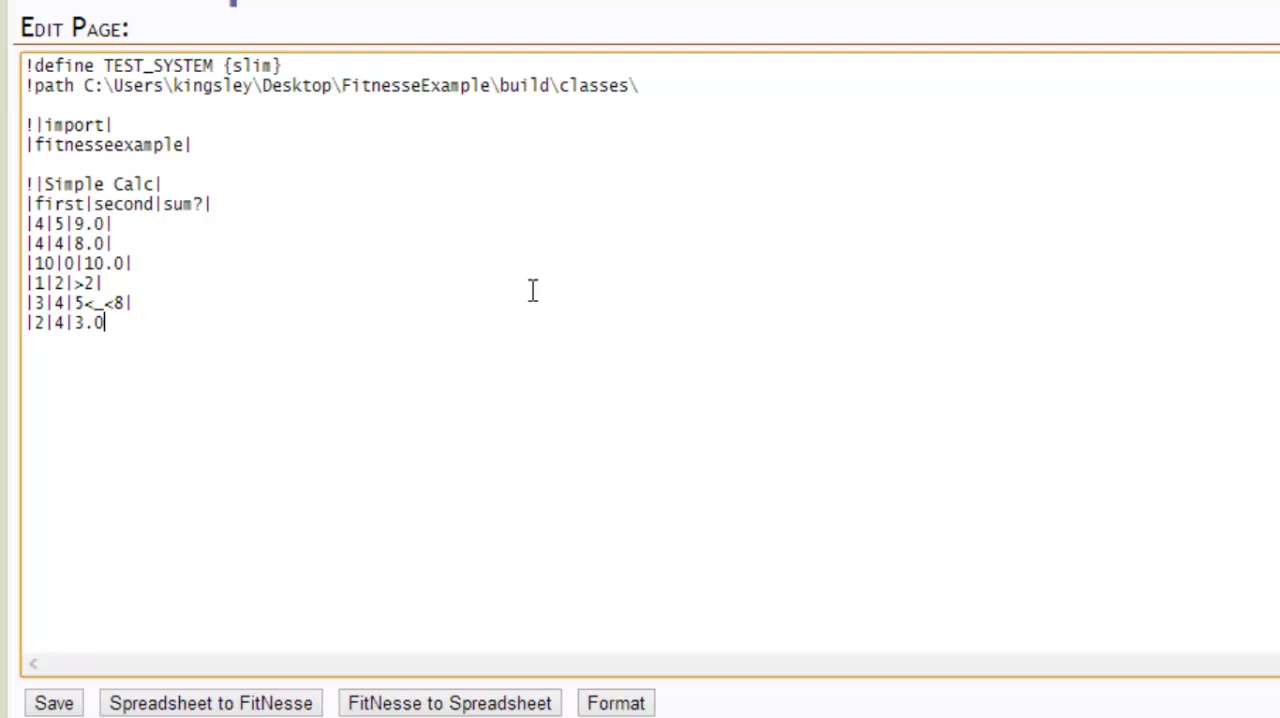 Edit Page:
!define TEST_SYSTEM {slim}
!path C:\Users\kingsley\Desktop\FitnesseExample\build\classes\
!|import|
|fitnesseexample|
!|Simple Calc|
|first|second|sum?|
|4|5|9.0|
|4|4|8.0|
|10|0|10.0|
|1|2|>2|
|3|4|5<_<8|
|2|4|3.0
Save
Spreadsheet to FitNesse
FitNesse to Spreadsheet
Format